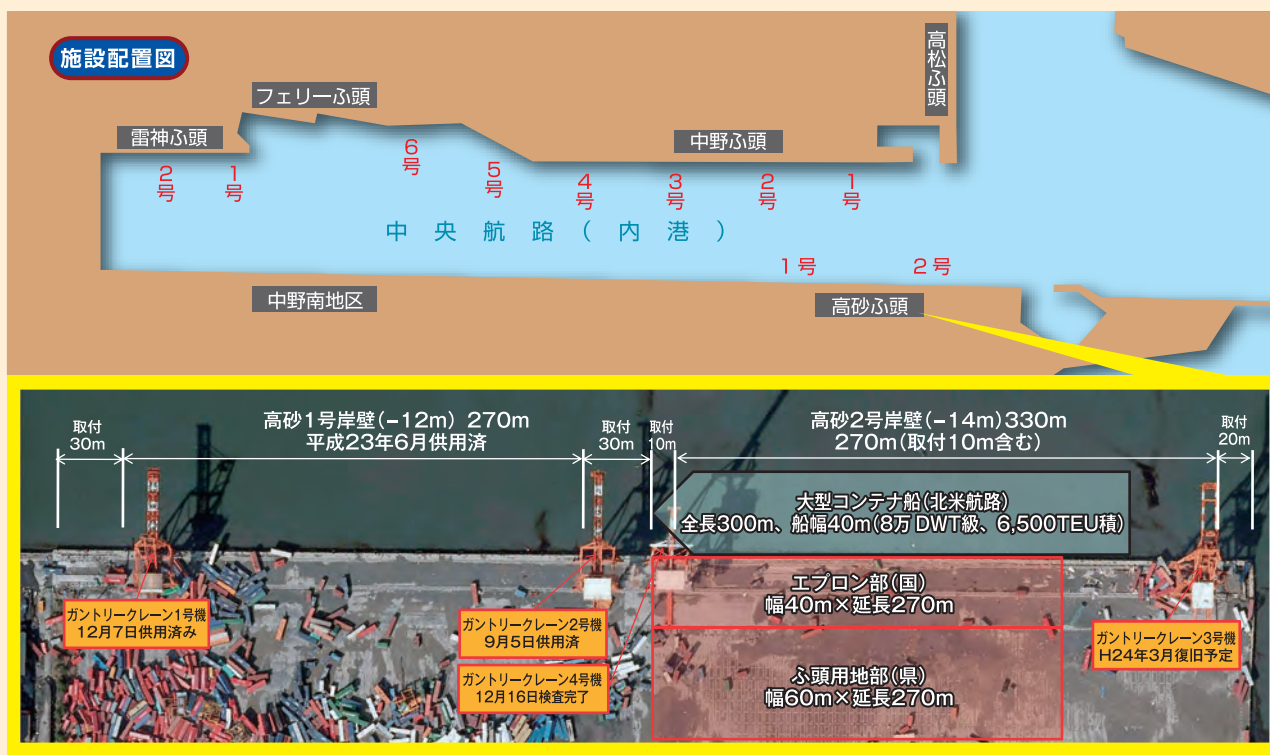 施設配置図
高松ふ頭
フェリーふ頭
雷神ふ頭
中野ふ頭
2号
1号
6号
5号
4号
3号
2号
1号
中央航路(内港)
1号
2号
中野南地区
高砂ふ頭
取付
30m
高砂1号岸壁(-12m) 270m
平成23年6月供用済
取付
30m
取付
10m
高砂2号岸壁(-14m)330m
270m(取付10m含む)
取付
20m
大型コンテナ船(北米航路)
全長300m、船幅40m(8万DWT級、6,500TEU積)
エプロン部(国)
幅40m×延長270m
ガントリークレーン1号機
12月7日供用済み
ガントリークレーン2号機
9月5日供用済
ガントリークレーン3号機
H24年3月復旧予定
ガントリークレーン4号機
12月16日検査完了
ふ頭用地部(県)
幅60m×延長270m